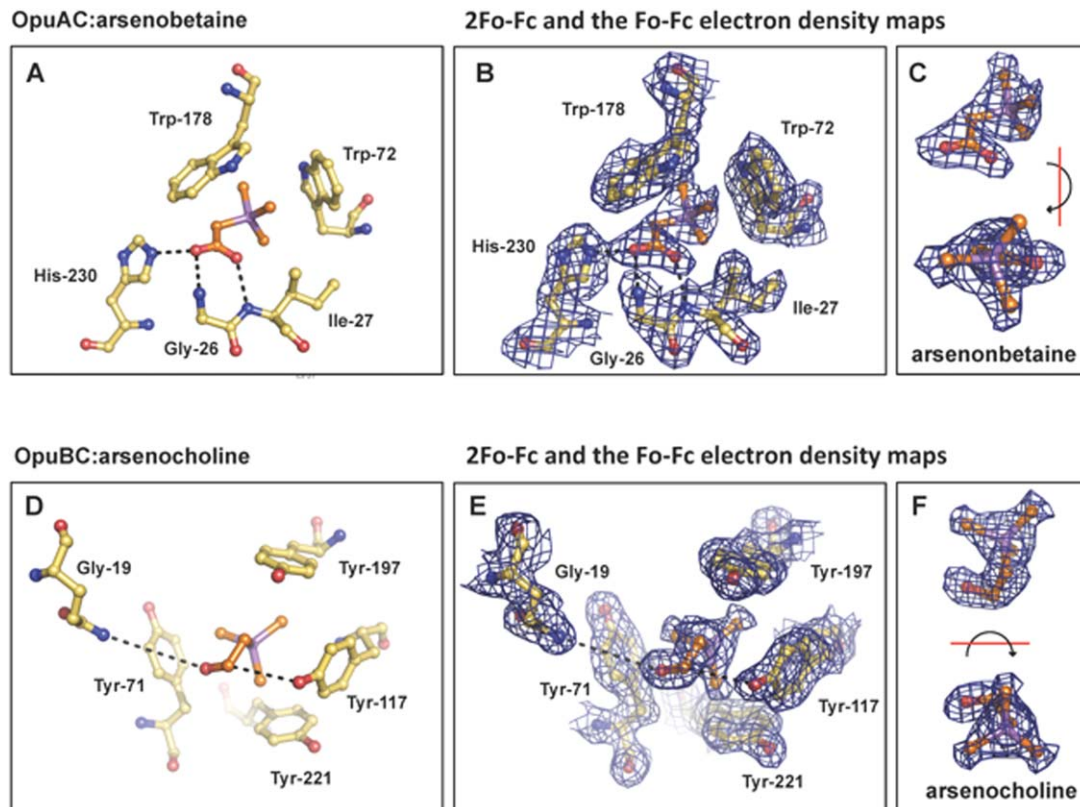 OpuAC:arsenobetaine
2Fo-Fc and the Fo-Fc electron density maps
A
Trp-178
Trp-72
His-230
Gly-26
Ile-27
B
Trp-178
Trp-72
His-230
Gly-26
Ile-27
C
arsenonbetaine
OpuBC:arsenocholine
2Fo-Fc and the Fo-Fc electron density maps
D
Gly-19
Tyr-197
Tyr-71
Tyr-117
Tyr-221
E
Gly-19
Tyr-197
Tyr-71
Tyr-117
Tyr-221
F
arsenocholine